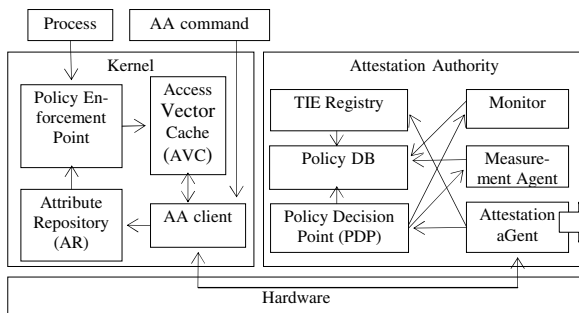 Process
AA command
Kernel
Policy En-
forcement
Point
Access
Vector
Cache
(AVC)
Attribute
Repository
(AR)
AA client
Attestation Authority
TIE Registry
Monitor
Policy DB
Measure-
ment Agent
Policy Decision
Point (PDP)
Attestation
aGent
Hardware